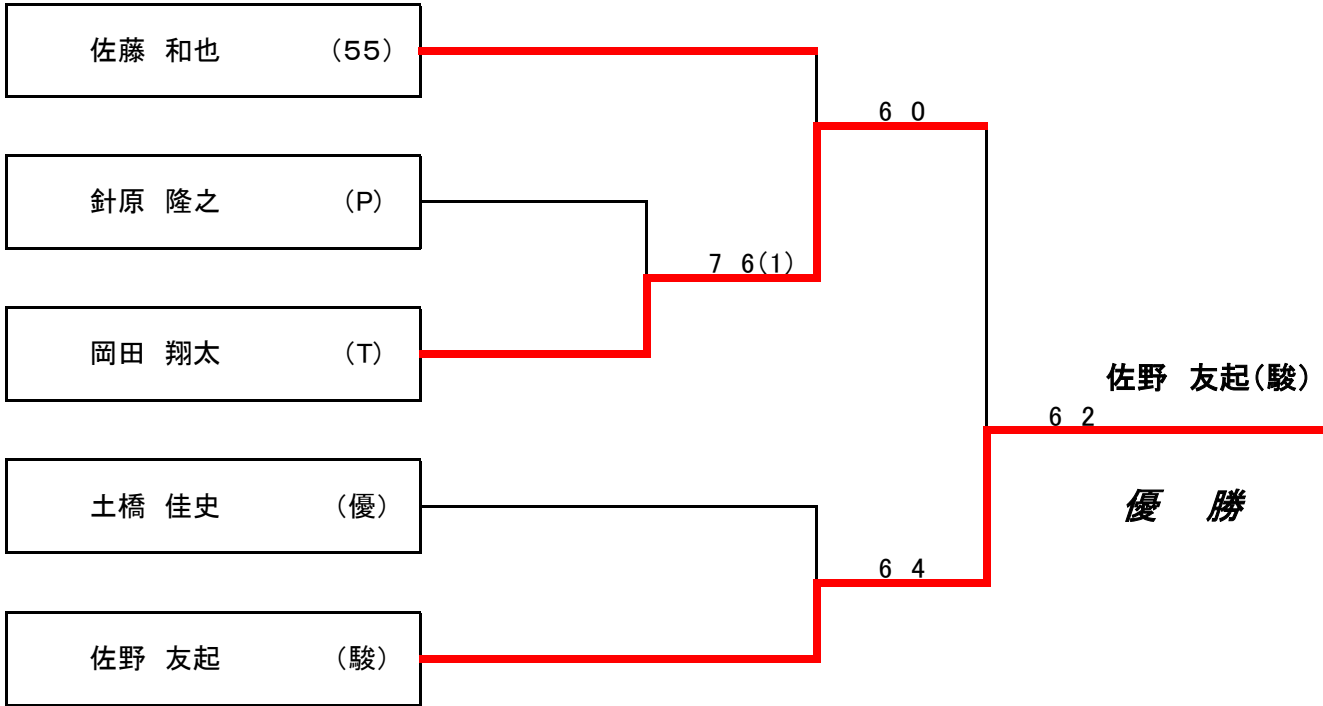 佐藤 和也 (55)
6 0
針原 隆之 (P)
7 6(1)
岡田 翔太 (T)
佐野 友起(駿)
6 2
土橋 佳史 (優)
優 勝
6 4
佐野 友起 (駿)